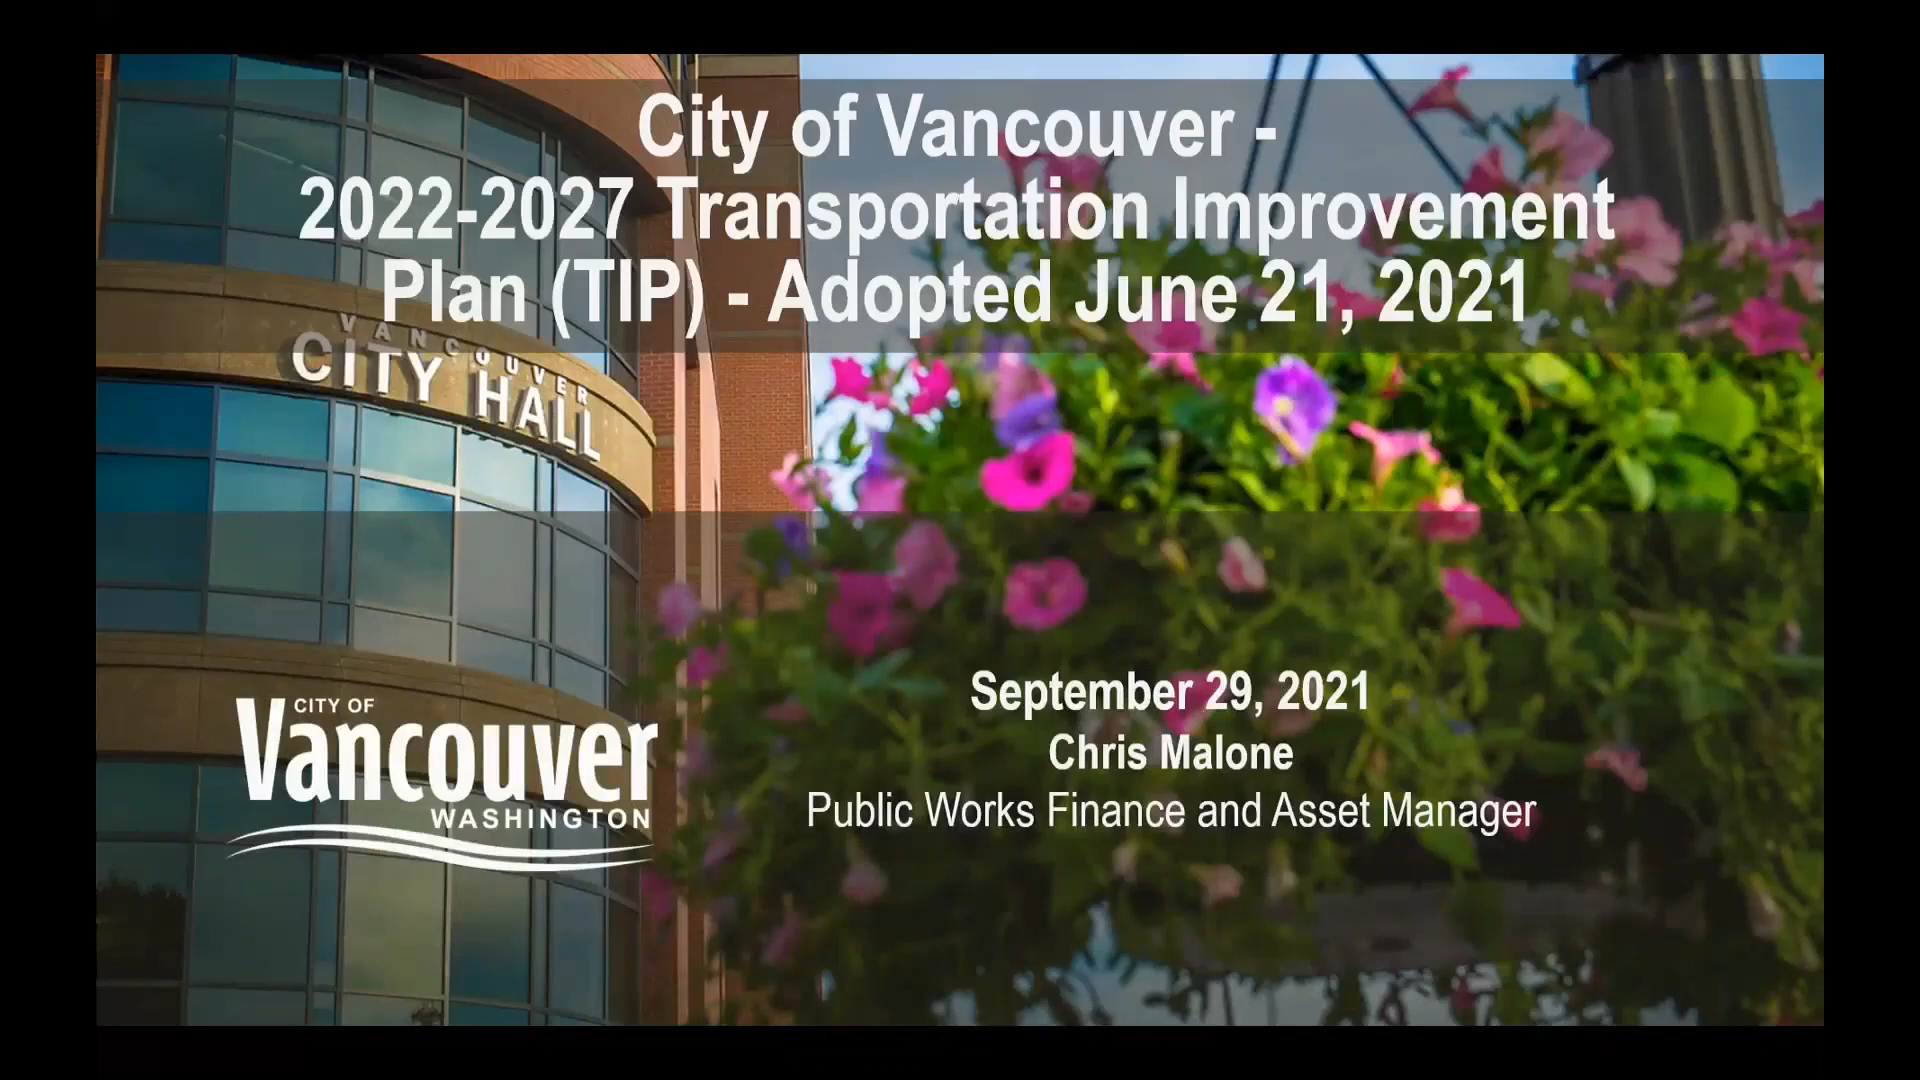 City of Vancouver -
2022-2027 Transportation Improvement
Plan (TIP) - Adopted June 21, 2021
VANCOUVER
CITY HALL
September 29, 2021
Chris Malone
Public Works Finance and Asset Manager
CITY OF
Vancouver
WASHINGTON